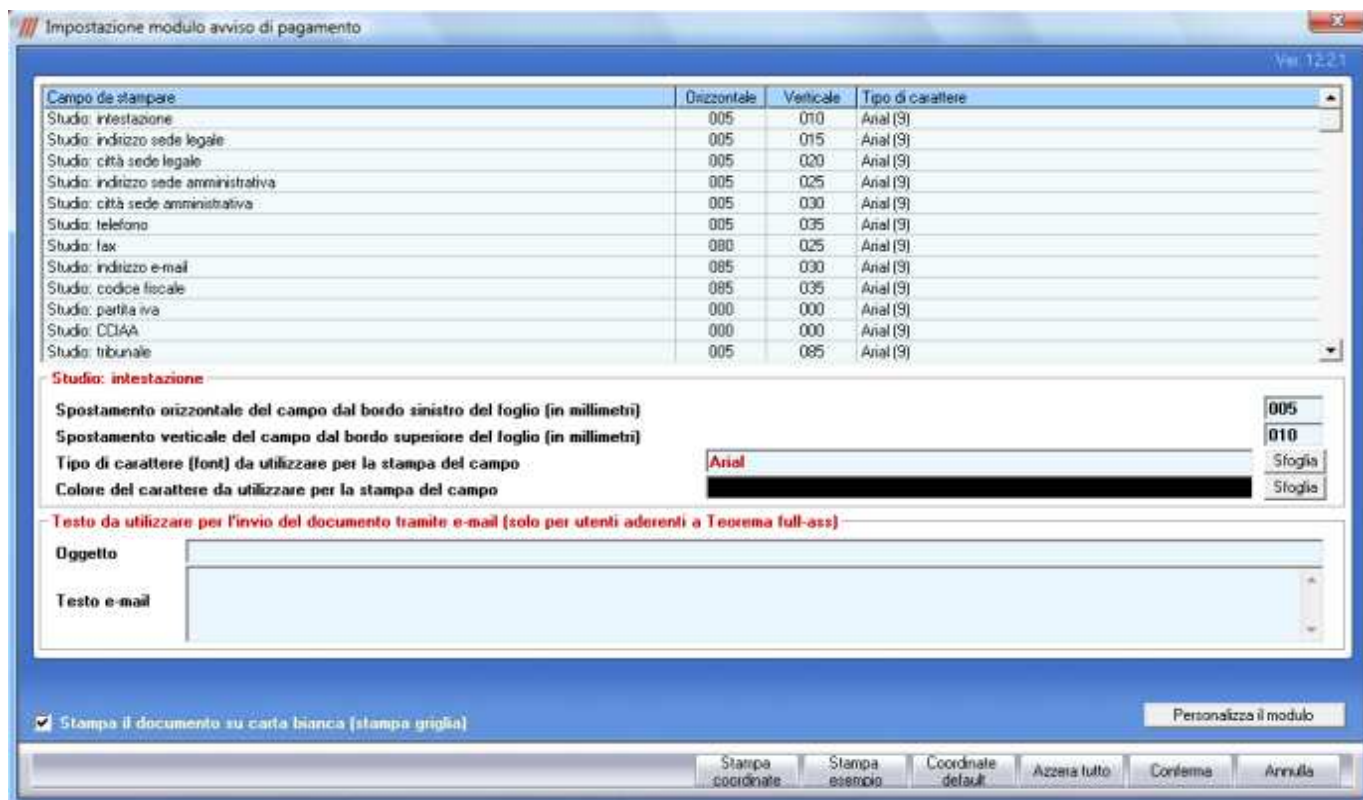 Impostazione modulo avviso di pagamento
Ver. 12.2.1
Campo da stampare Orizzontale Verticale Tipo di carattere
Studio: intestazione 005 010 Arial (9)
Studio: indirizzo sede legale 005 015 Arial (9)
Studio: città sede legale 005 020 Arial (9)
Studio: indirizzo sede amministrativa 005 025 Arial (9)
Studio: città sede amministrativa 005 030 Arial (9)
Studio: telefono 005 035 Arial (9)
Studio: fax 080 025 Arial (9)
Studio: indirizzo e-mail 085 030 Arial (9)
Studio: codice fiscale 085 035 Arial (9)
Studio: partita iva 000 000 Arial (9)
Studio: CCIAA 000 000 Arial (9)
Studio: tribunale 005 085 Arial (9)
Studio: intestazione
Spostamento orizzontale del campo dal bordo sinistro del foglio (in millimetri) 005
Spostamento verticale del campo dal bordo superiore del foglio (in millimetri) 010
Tipo di carattere (font) da utilizzare per la stampa del campo Arial Sfoglia
Colore del carattere da utilizzare per la stampa del campo Sfoglia
Testo da utilizzare per l'invio del documento tramite e-mail (solo per utenti aderenti a Teorema full-ass)
Oggetto
Testo e-mail
Stampa il documento su carta bianca (stampa griglia) Personalizza il modulo
Stampa coordinate Stampa esempio Coordinate default Azzera tutto Conferma Annulla